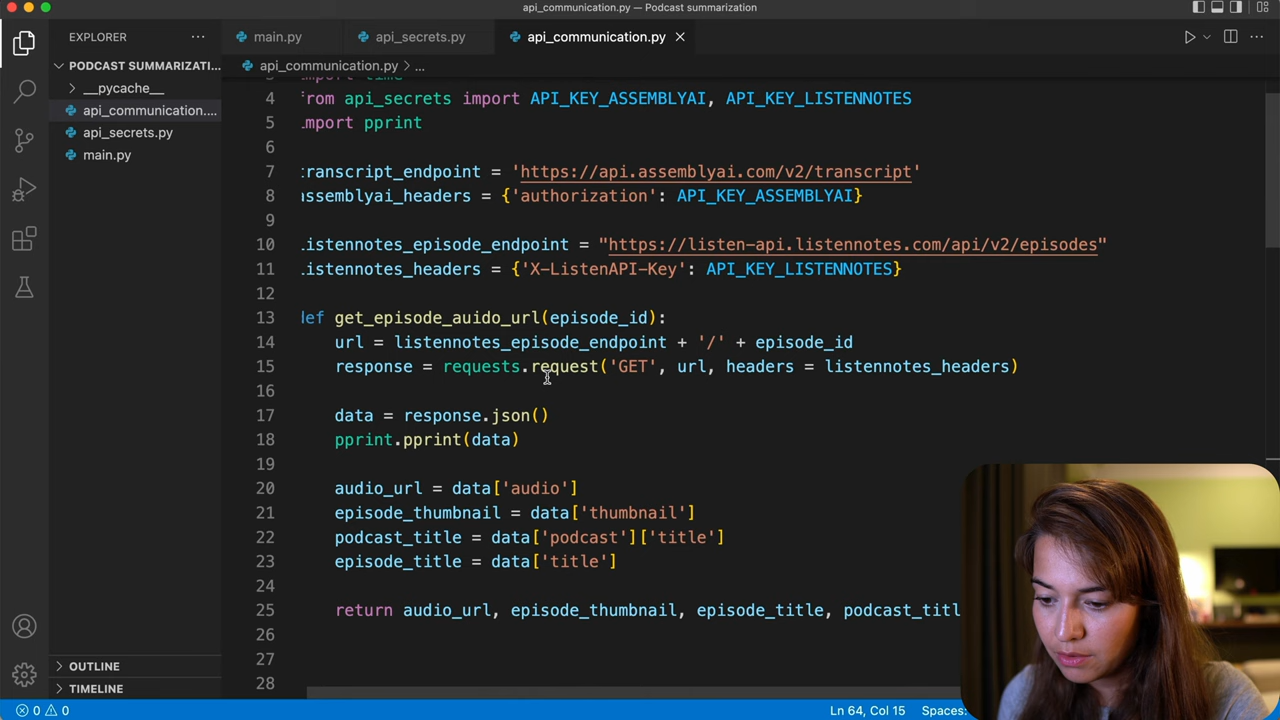 api_communication.py — Podcast summarization
EXPLORER
main.py
api_secrets.py
api_communication.py
PODCAST SUMMARIZATI...
api_communication.py > ...
__pycache__
api_communication....
api_secrets.py
main.py
3 import time
4 from api_secrets import API_KEY_ASSEMBLYAI, API_KEY_LISTENNOTES
5 import pprint
6
7 transcript_endpoint = 'https://api.assemblyai.com/v2/transcript'
8 assemblyai_headers = {'authorization': API_KEY_ASSEMBLYAI}
9
10 listennotes_episode_endpoint = "https://listen-api.listennotes.com/api/v2/episodes"
11 listennotes_headers = {'X-ListenAPI-Key': API_KEY_LISTENNOTES}
12
13 def get_episode_auido_url(episode_id):
14 url = listennotes_episode_endpoint + '/' + episode_id
15 response = requests.request('GET', url, headers = listennotes_headers)
16
17 data = response.json()
18 pprint.pprint(data)
19
20 audio_url = data['audio']
21 episode_thumbnail = data['thumbnail']
22 podcast_title = data['podcast']['title']
23 episode_title = data['title']
24
25 return audio_url, episode_thumbnail, episode_title, podcast_titl
26
27
28
OUTLINE
TIMELINE
0 0
Ln 64, Col 15
Spaces: